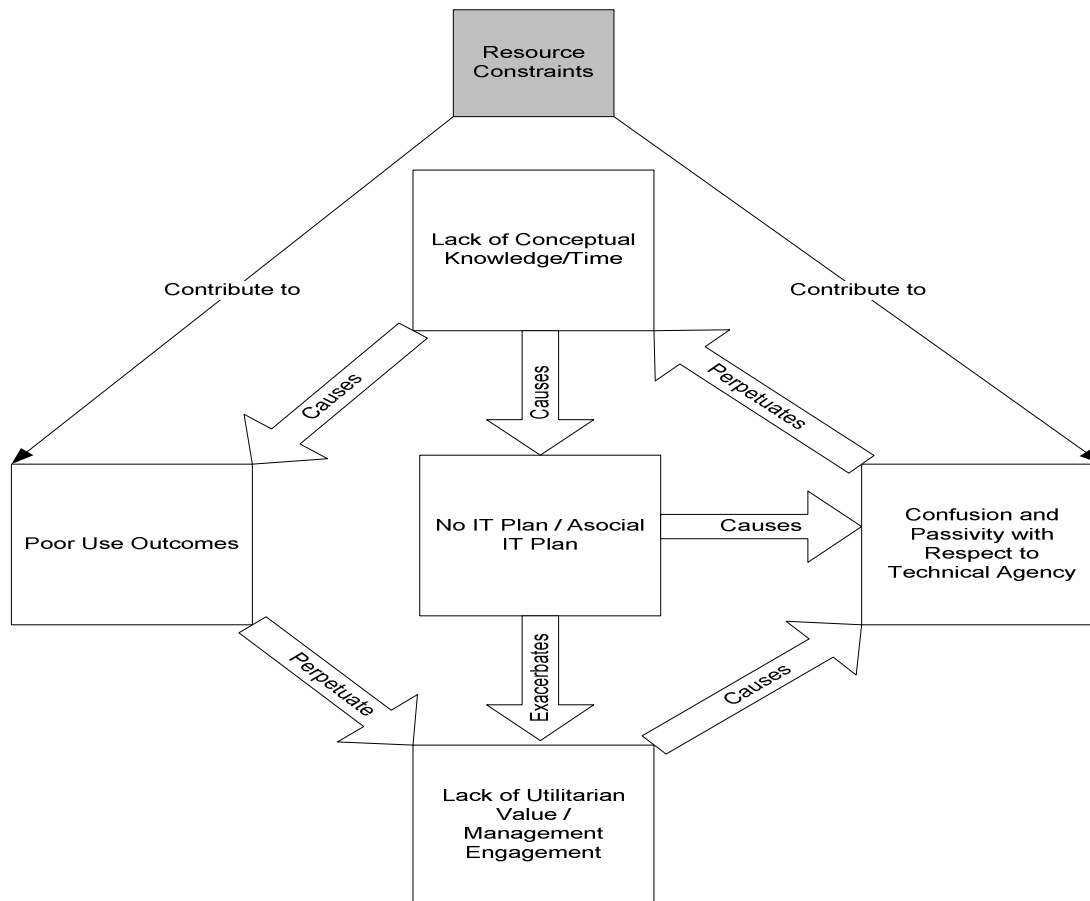 Resource
Constraints
Lack of Conceptual
Knowledge/Time
Contribute to
Contribute to
Causes
Causes
Perpetuates
Poor Use Outcomes
No IT Plan / Asocial
IT Plan
Causes
Confusion and
Passivity with
Respect to
Technical Agency
Perpetuate
Exacerbates
Causes
Lack of Utilitarian
Value /
Management
Engagement